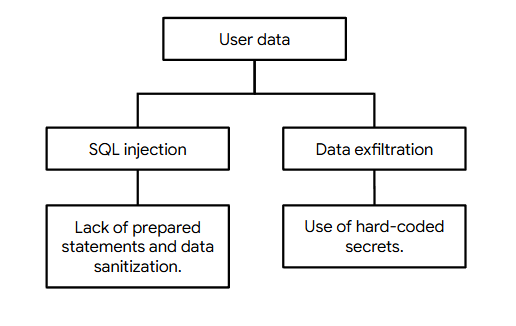 User data
SQL injection
Data exfiltration
Lack of prepared
statements and data
sanitization.
Use of hard-coded
secrets.